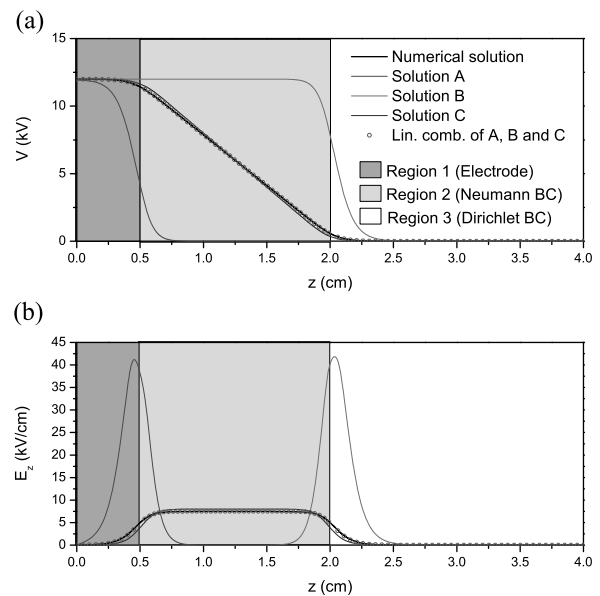 (a)
15
10
5
0
V (kV)
Numerical solution
Solution A
Solution B
Solution C
Lin. comb. of A, B and C
Region 1 (Electrode)
Region 2 (Neumann BC)
Region 3 (Dirichlet BC)
0.0 0.5 1.0 1.5 2.0 2.5 3.0 3.5 4.0
z (cm)
(b)
45
40
35
30
25
20
15
10
5
0
E_z (kV/cm)
0.0 0.5 1.0 1.5 2.0 2.5 3.0 3.5 4.0
z (cm)